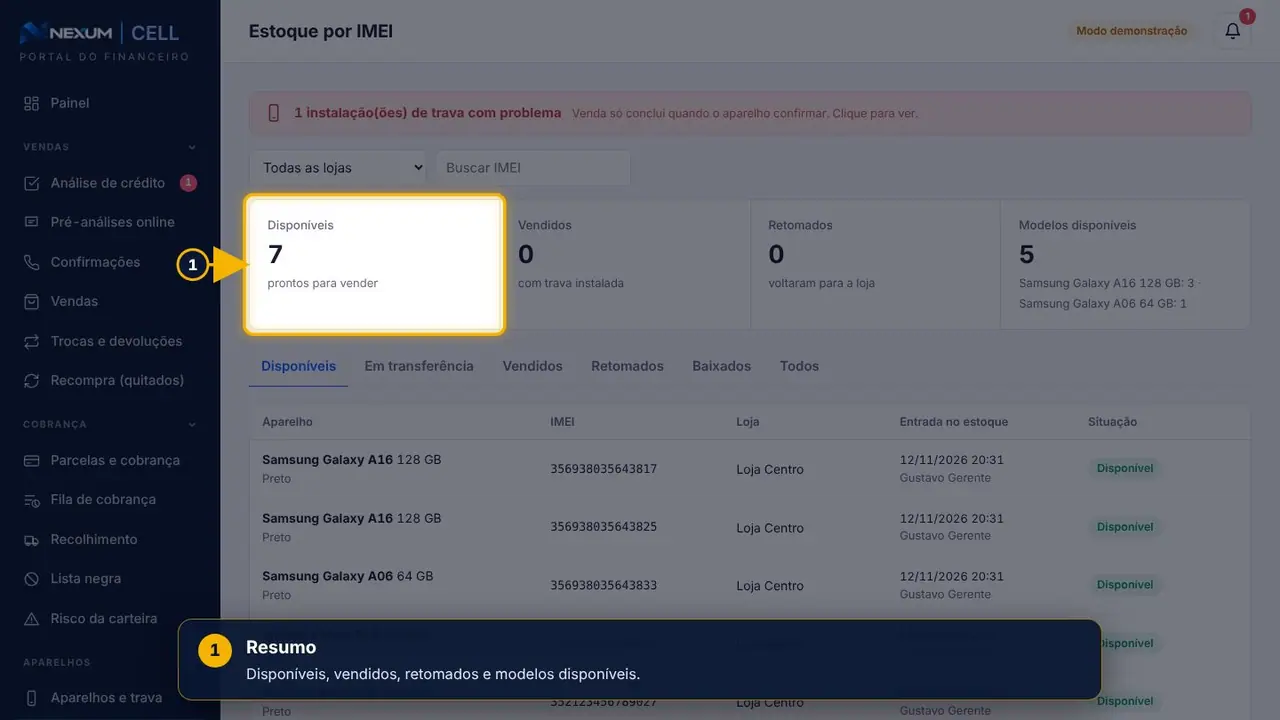 NEXUM | CELL
PORTAL DO FINANCEIRO
Painel
VENDAS
Análise de crédito 1
Pré-análises online
Confirmações
Vendas
Trocas e devoluções
Recompra (quitados)
COBRANÇA
Parcelas e cobrança
Fila de cobrança
Recolhimento
Lista negra
Risco da carteira
APARELHOS
Aparelhos e trava
Estoque por IMEI
Modo demonstração
1
1 instalação(ões) de trava com problema Venda só conclui quando o aparelho confirmar. Clique para ver.
Todas as lojas
Buscar IMEI
1
Disponíveis
7
prontos para vender
Vendidos
0
com trava instalada
Retomados
0
voltaram para a loja
Modelos disponíveis
5
Samsung Galaxy A16 128 GB: 3 ·
Samsung Galaxy A06 64 GB: 1
Disponíveis Em transferência Vendidos Retomados Baixados Todos
Aparelho IMEI Loja Entrada no estoque Situação
Samsung Galaxy A16 128 GB 356938035643817 Loja Centro 12/11/2026 20:31 Disponível
Preto Gustavo Gerente
Samsung Galaxy A16 128 GB 356938035643825 Loja Centro 12/11/2026 20:31 Disponível
Preto Gustavo Gerente
Samsung Galaxy A06 64 GB 356938035643833 Loja Centro 12/11/2026 20:31 Disponível
Preto Gustavo Gerente
Disponível
1
Resumo
Disponíveis, vendidos, retomados e modelos disponíveis.
352123456789027 Loja Centro Disponível
Preto Gustavo Gerente